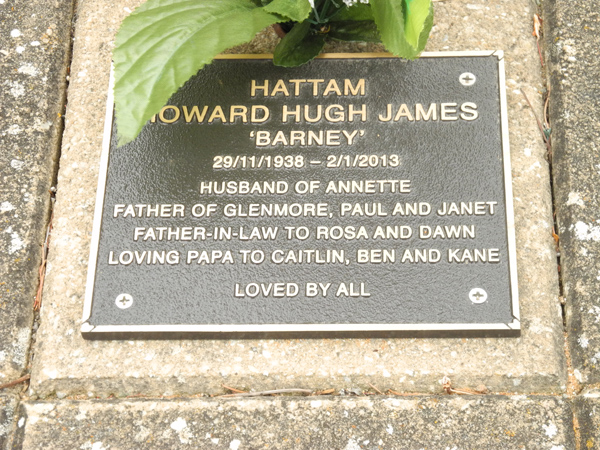 HATTAM
HOWARD HUGH JAMES
'BARNEY'
29/11/1938 – 2/1/2013
HUSBAND OF ANNETTE
FATHER OF GLENMORE, PAUL AND JANET
FATHER-IN-LAW TO ROSA AND DAWN
LOVING PAPA TO CAITLIN, BEN AND KANE
LOVED BY ALL